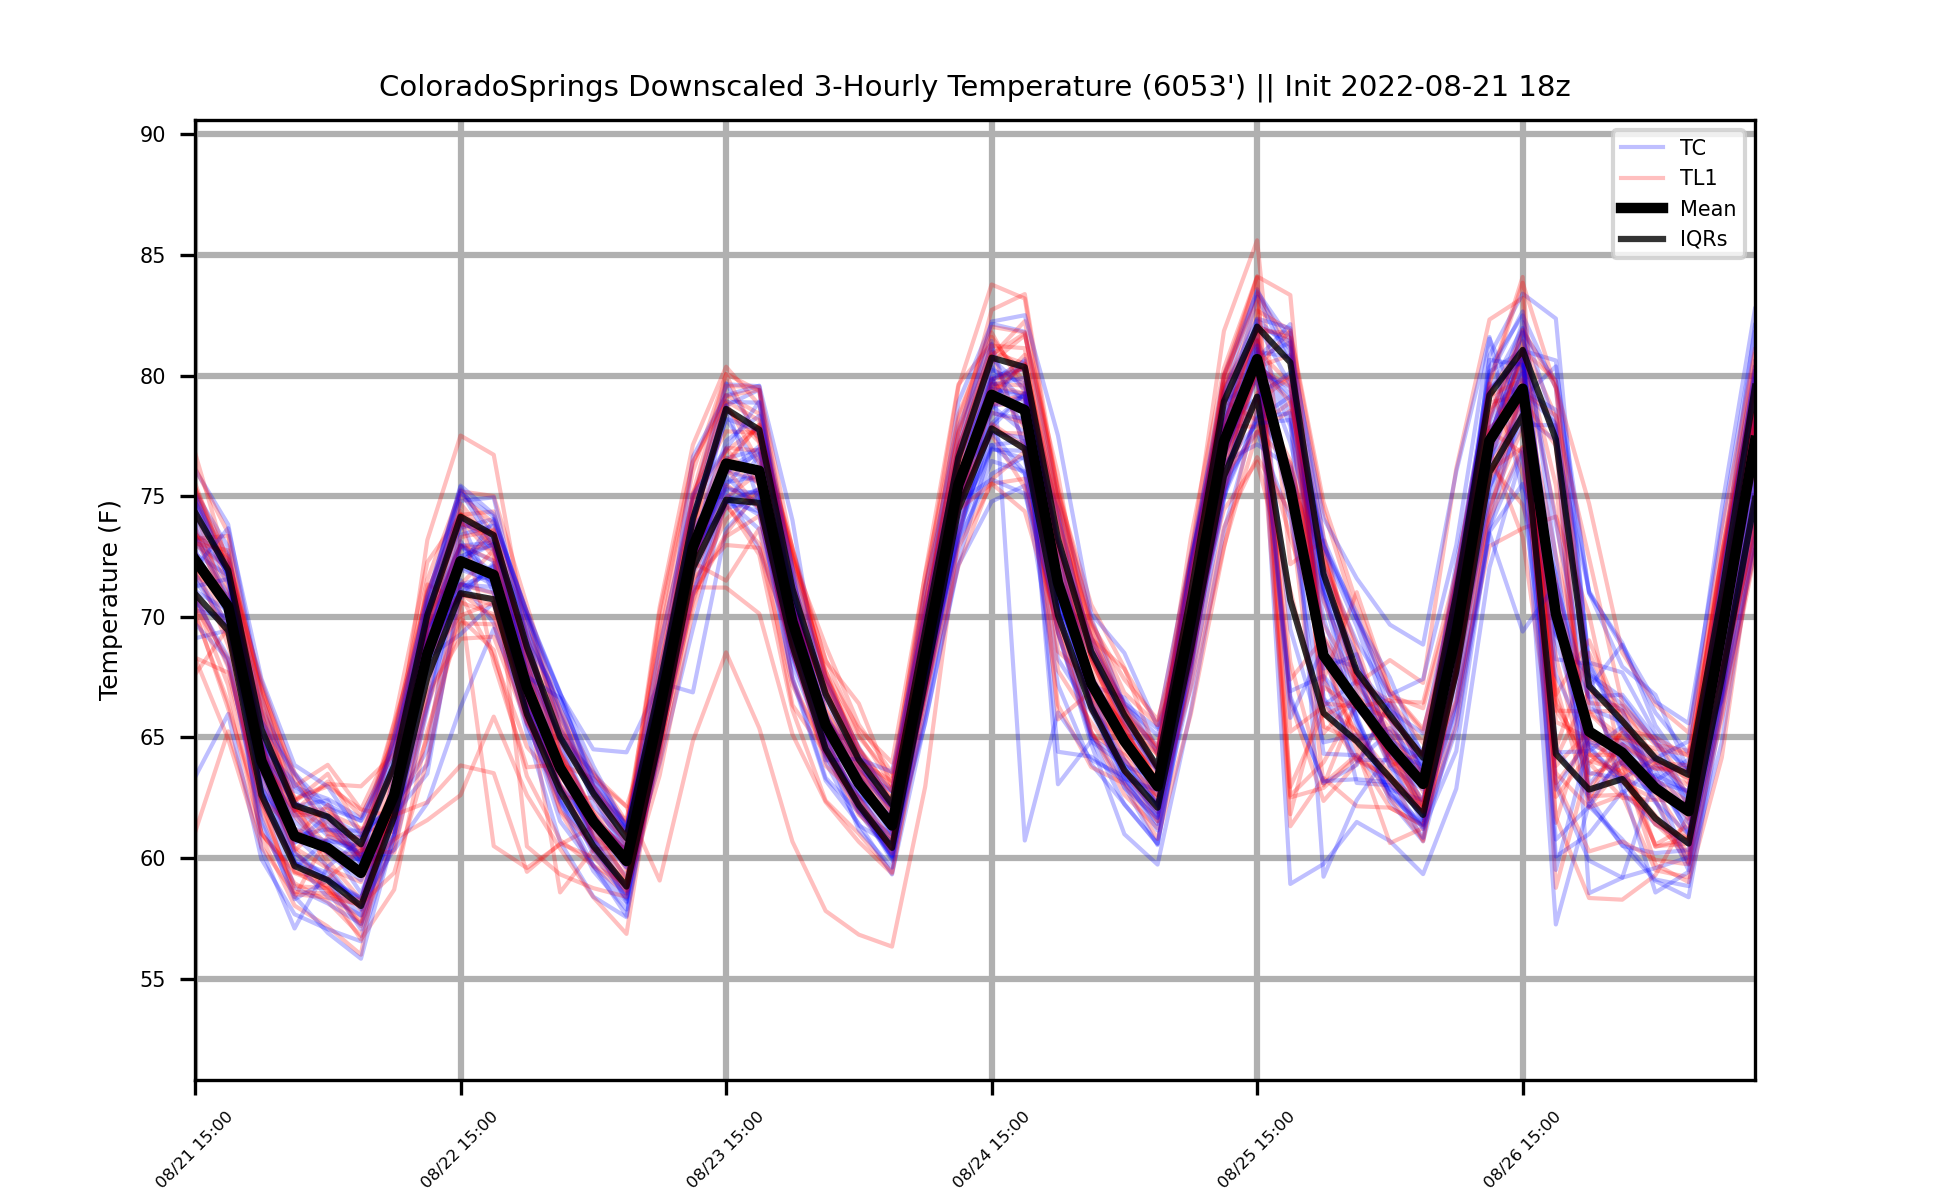 ColoradoSprings Downscaled 3-Hourly Temperature (6053') || Init 2022-08-21 18z
TC
TL1
Mean
IQRs
Temperature (F)
90
85
80
75
70
65
60
55
08/21 15:00
08/22 15:00
08/23 15:00
08/24 15:00
08/25 15:00
08/26 15:00